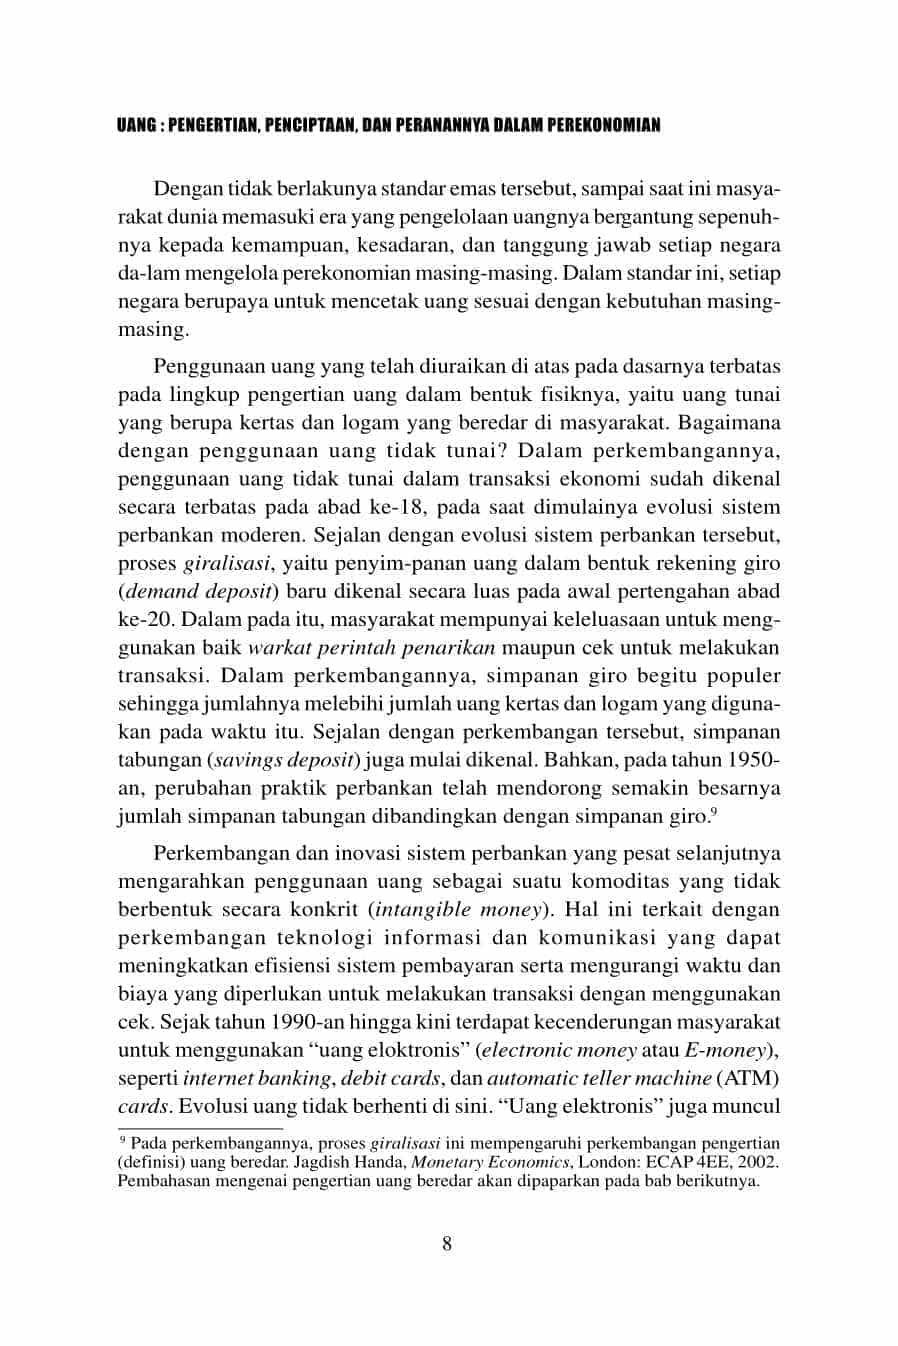 UANG : PENGERTIAN, PENCIPTAAN, DAN PERANANNYA DALAM PEREKONOMIAN
Dengan tidak berlakunya standar emas tersebut, sampai saat ini masya-
rakat dunia memasuki era yang pengelolaan uangnya bergantung sepenuh-
nya kepada kemampuan, kesadaran, dan tanggung jawab setiap negara
da-lam mengelola perekonomian masing-masing. Dalam standar ini, setiap
negara berupaya untuk mencetak uang sesuai dengan kebutuhan masing-
masing.
Penggunaan uang yang telah diuraikan di atas pada dasarnya terbatas
pada lingkup pengertian uang dalam bentuk fisiknya, yaitu uang tunai
yang berupa kertas dan logam yang beredar di masyarakat. Bagaimana
dengan penggunaan uang tidak tunai? Dalam perkembangannya,
penggunaan uang tidak tunai dalam transaksi ekonomi sudah dikenal
secara terbatas pada abad ke-18, pada saat dimulainya evolusi sistem
perbankan moderen. Sejalan dengan evolusi sistem perbankan tersebut,
proses giralisasi, yaitu penyim-panan uang dalam bentuk rekening giro
(demand deposit) baru dikenal secara luas pada awal pertengahan abad
ke-20. Dalam pada itu, masyarakat mempunyai keleluasaan untuk meng-
gunakan baik warkat perintah penarikan maupun cek untuk melakukan
transaksi. Dalam perkembangannya, simpanan giro begitu populer
sehingga jumlahnya melebihi jumlah uang kertas dan logam yang diguna-
kan pada waktu itu. Sejalan dengan perkembangan tersebut, simpanan
tabungan (savings deposit) juga mulai dikenal. Bahkan, pada tahun 1950-
an, perubahan praktik perbankan telah mendorong semakin besarnya
jumlah simpanan tabungan dibandingkan dengan simpanan giro.⁹
Perkembangan dan inovasi sistem perbankan yang pesat selanjutnya
mengarahkan penggunaan uang sebagai suatu komoditas yang tidak
berbentuk secara konkrit (intangible money). Hal ini terkait dengan
perkembangan teknologi informasi dan komunikasi yang dapat
meningkatkan efisiensi sistem pembayaran serta mengurangi waktu dan
biaya yang diperlukan untuk melakukan transaksi dengan menggunakan
cek. Sejak tahun 1990-an hingga kini terdapat kecenderungan masyarakat
untuk menggunakan “uang eloktronis” (electronic money atau E-money),
seperti internet banking, debit cards, dan automatic teller machine (ATM)
cards. Evolusi uang tidak berhenti di sini. “Uang elektronis” juga muncul
⁹ Pada perkembangannya, proses giralisasi ini mempengaruhi perkembangan pengertian
(definisi) uang beredar. Jagdish Handa, Monetary Economics, London: ECAP 4EE, 2002.
Pembahasan mengenai pengertian uang beredar akan dipaparkan pada bab berikutnya.
8